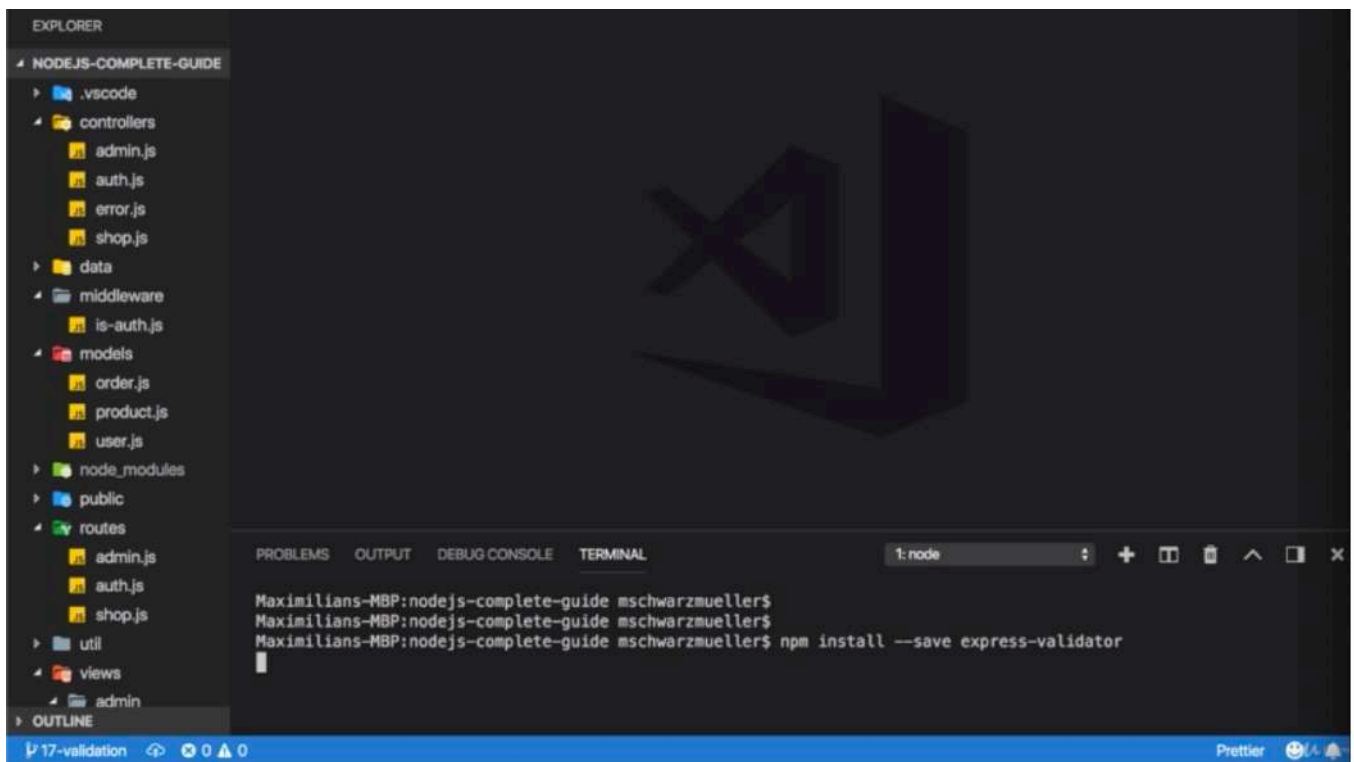 EXPLORER
NODEJS-COMPLETE-GUIDE
.vscode
controllers
admin.js
auth.js
error.js
shop.js
data
middleware
is-auth.js
models
order.js
product.js
user.js
node_modules
public
routes
admin.js
auth.js
shop.js
util
views
admin
OUTLINE
PROBLEMS OUTPUT DEBUG CONSOLE TERMINAL 1: node
Maximilians-MBP:nodejs-complete-guide mschwarzmueller$
Maximilians-MBP:nodejs-complete-guide mschwarzmueller$
Maximilians-MBP:nodejs-complete-guide mschwarzmueller$ npm install --save express-validator
17-validation 0 0 Prettier